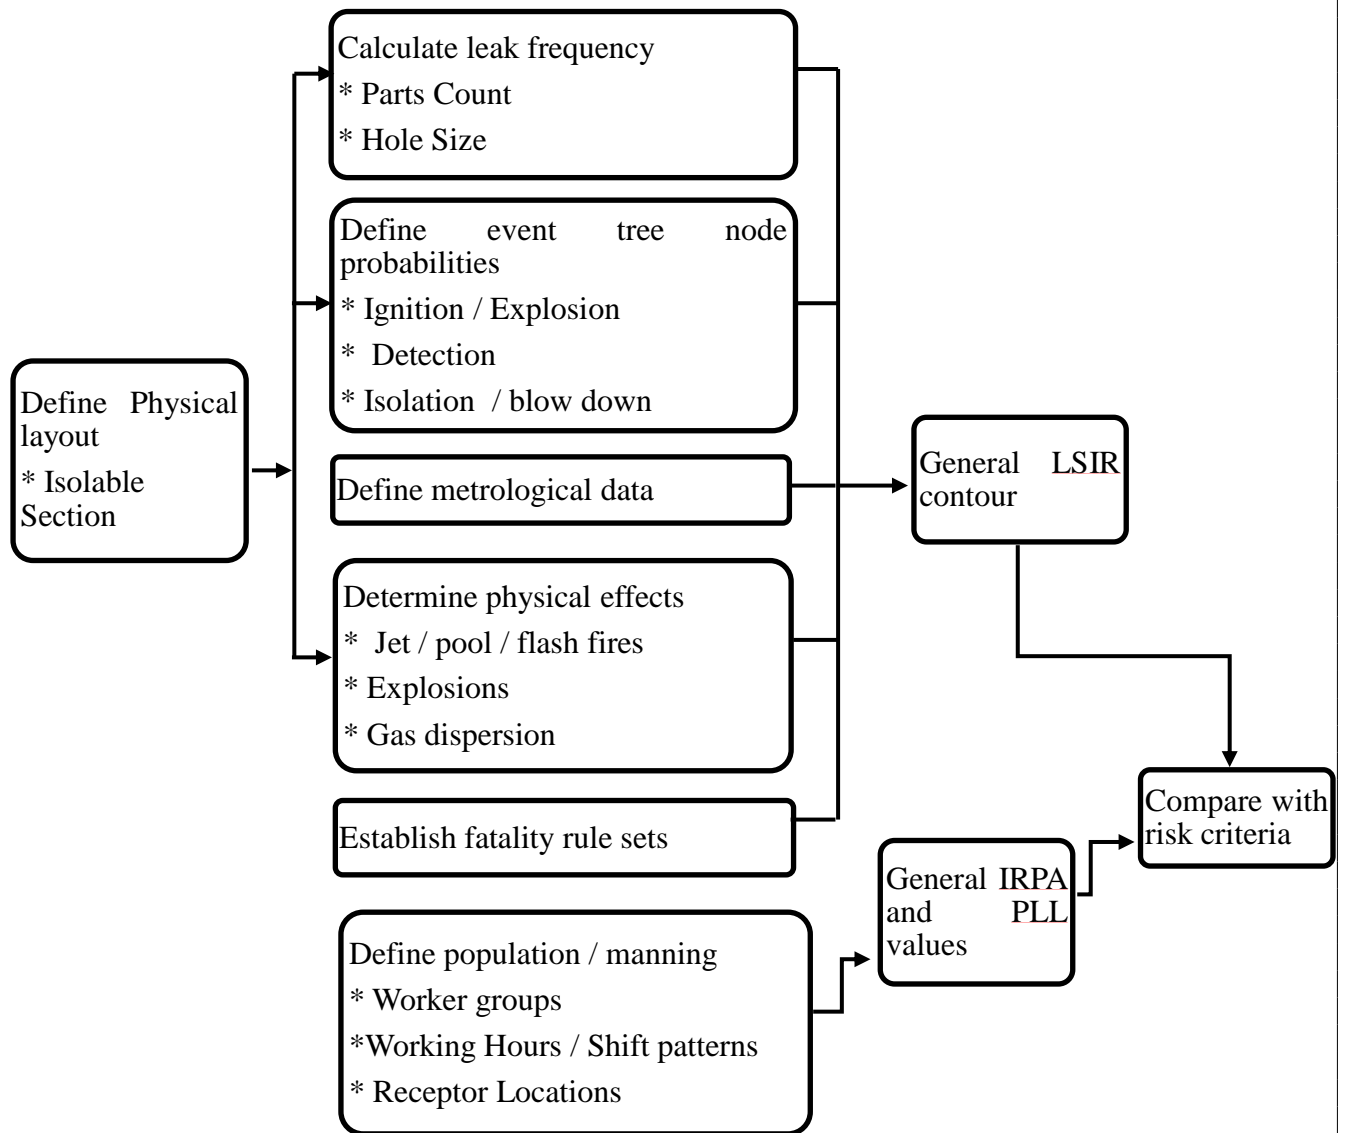 Calculate leak frequency
* Parts Count
* Hole Size
Define event tree node
probabilities
* Ignition / Explosion
* Detection
* Isolation / blow down
Define Physical
layout
* Isolable
Section
Define metrological data
General LSIR
contour
Determine physical effects
* Jet / pool / flash fires
* Explosions
* Gas dispersion
Establish fatality rule sets
Compare with
risk criteria
General IRPA
and PLL
values
Define population / manning
* Worker groups
*Working Hours / Shift patterns
* Receptor Locations